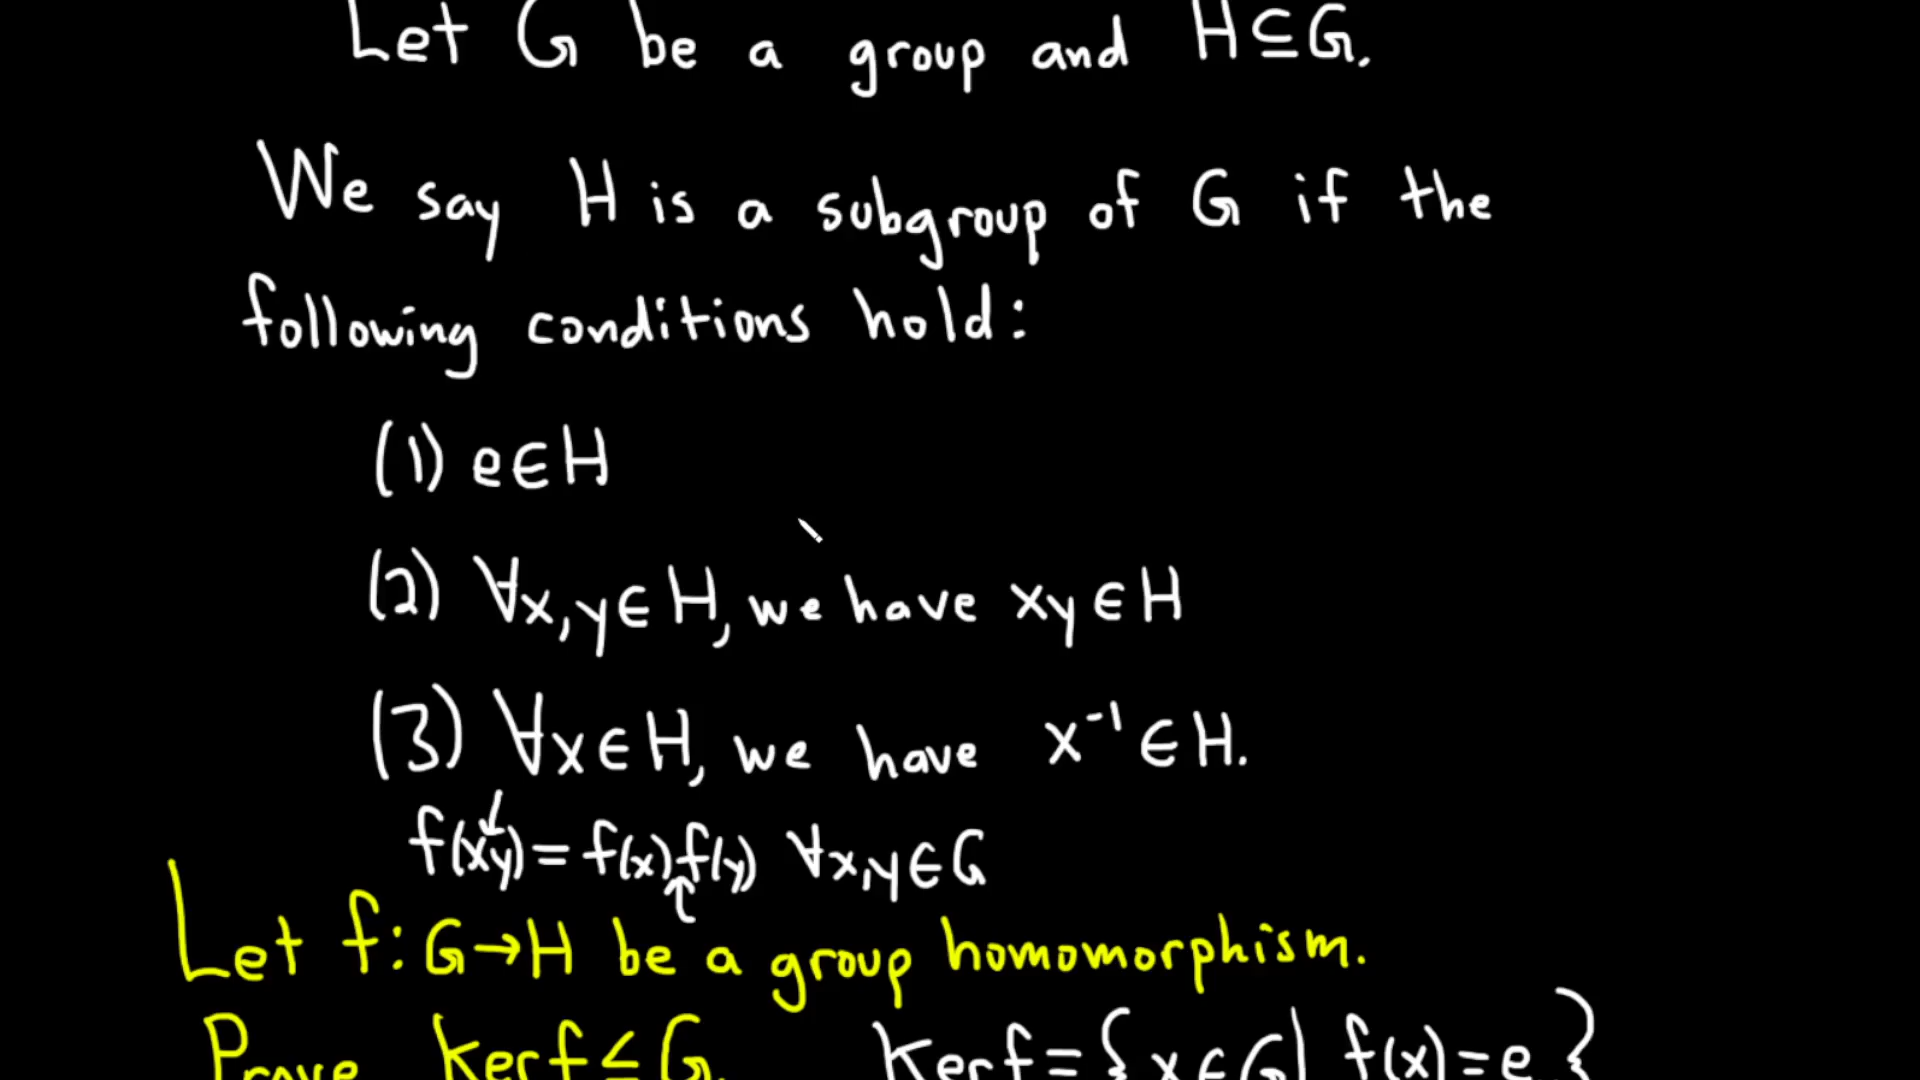 Let G be a group and H⊆G.
We say H is a subgroup of G if the
following conditions hold:
(1) e∈H
(2) ∀x,y∈H, we have xy∈H
(3) ∀x∈H, we have x⁻¹∈H.
f(xy)=f(x)f(y) ∀x,y∈G
Let f:G→H be a group homomorphism.
Prove Kerf≤G. Kerf={x∈G| f(x)=e}